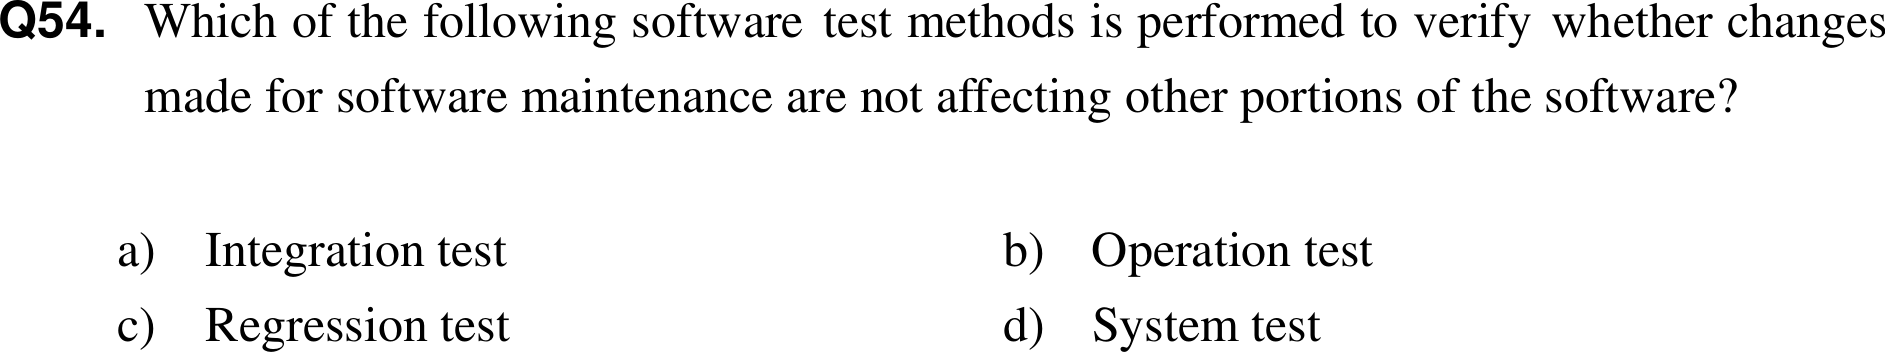 Q54. Which of the following software test methods is performed to verify whether changes
made for software maintenance are not affecting other portions of the software?
a) Integration test b) Operation test
c) Regression test d) System test